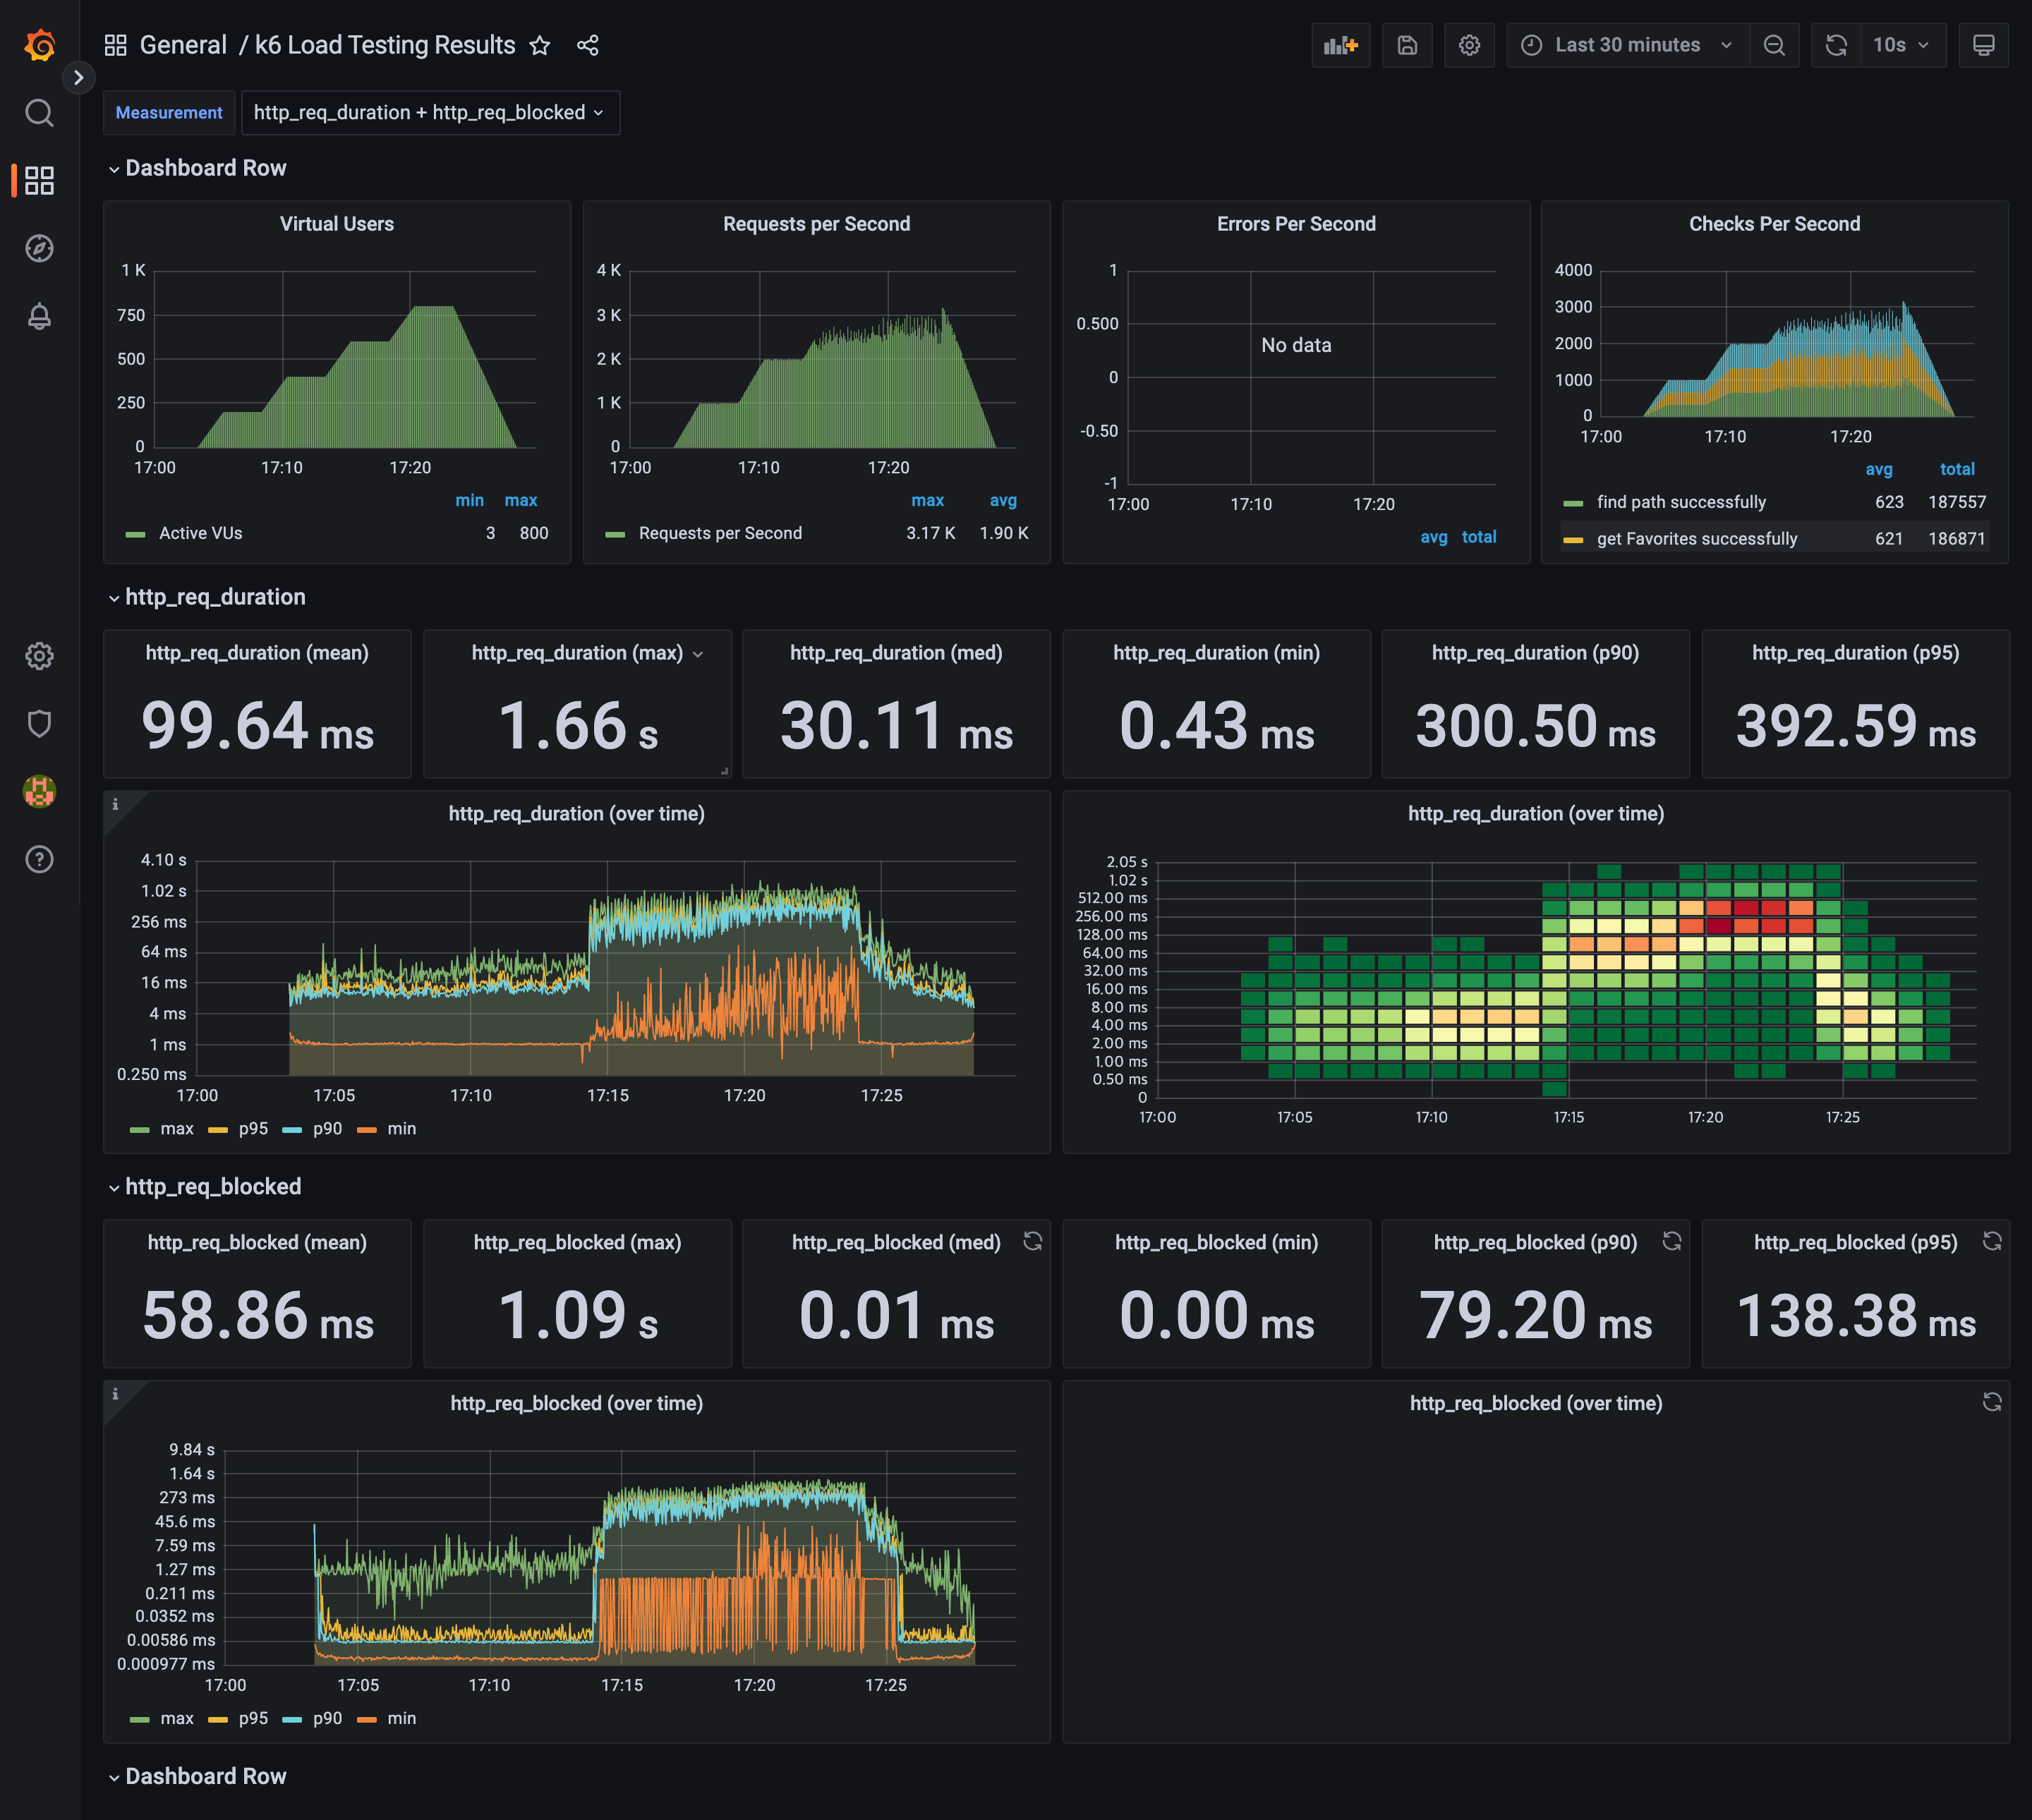 General / k6 Load Testing Results
Last 30 minutes
10s
Measurement
http_req_duration + http_req_blocked
Dashboard Row
Virtual Users
1 K
750
500
250
0
17:00 17:10 17:20
min max
Active VUs 3 800
Requests per Second
4 K
3 K
2 K
1 K
0
17:00 17:10 17:20
max avg
Requests per Second 3.17 K 1.90 K
Errors Per Second
1
0.500
0
-0.50
-1
No data
17:00 17:10 17:20
avg total
Checks Per Second
4000
3000
2000
1000
0
17:00 17:10 17:20
avg total
find path successfully 623 187557
get Favorites successfully 621 186871
http_req_duration
http_req_duration (mean)
99.64 ms
http_req_duration (max)
1.66 s
http_req_duration (med)
30.11 ms
http_req_duration (min)
0.43 ms
http_req_duration (p90)
300.50 ms
http_req_duration (p95)
392.59 ms
i
http_req_duration (over time)
4.10 s
1.02 s
256 ms
64 ms
16 ms
4 ms
1 ms
0.250 ms
17:00 17:05 17:10 17:15 17:20 17:25
max p95 p90 min
http_req_duration (over time)
2.05 s
1.02 s
512.00 ms
256.00 ms
128.00 ms
64.00 ms
32.00 ms
16.00 ms
8.00 ms
4.00 ms
2.00 ms
1.00 ms
0.50 ms
0
17:00 17:05 17:10 17:15 17:20 17:25
http_req_blocked
http_req_blocked (mean)
58.86 ms
http_req_blocked (max)
1.09 s
http_req_blocked (med)
0.01 ms
http_req_blocked (min)
0.00 ms
http_req_blocked (p90)
79.20 ms
http_req_blocked (p95)
138.38 ms
i
http_req_blocked (over time)
9.84 s
1.64 s
273 ms
45.6 ms
7.59 ms
1.27 ms
0.211 ms
0.0352 ms
0.00586 ms
0.000977 ms
17:00 17:05 17:10 17:15 17:20 17:25
max p95 p90 min
http_req_blocked (over time)
Dashboard Row